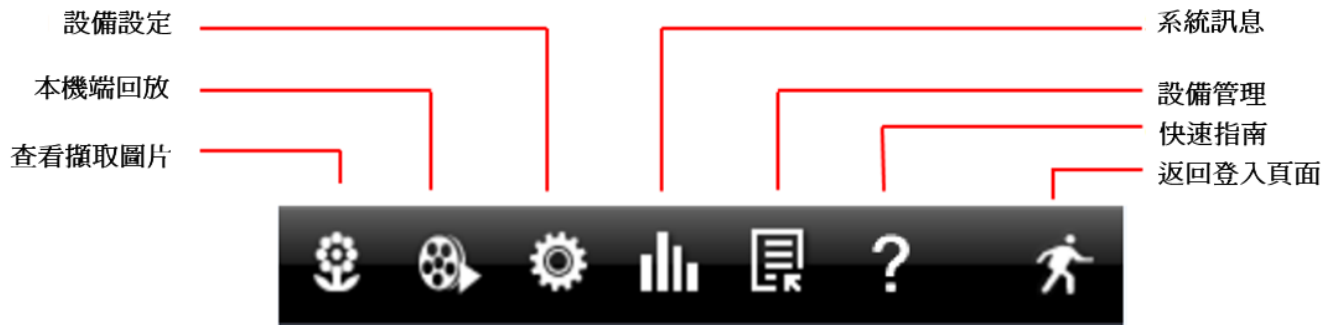 設備設定
本機端回放
查看擷取圖片
系統訊息
設備管理
快速指南
返回登入頁面
?